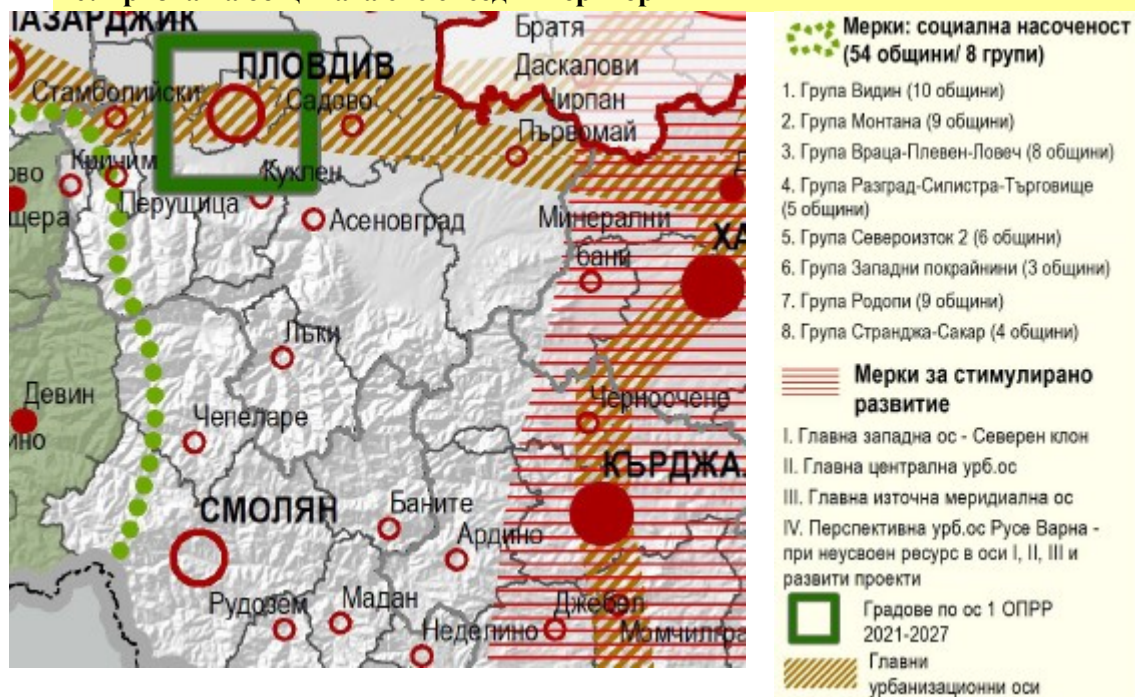 ПАЗАРДЖИК
Братя
Даскалови
ПЛОВДИВ
Стамболийски
Садово
Чирпан
Първомай
Кричим
Куклен
Перущица
Асеновград
Минерални
бани
Лъки
Девин
Чепеларе
Черноочене
КЪРДЖА
СМОЛЯН
Баните
Ардино
Рудозем
Мадан
Неделино
Джебел
Момчилгра
Мерки: социална насоченост
(54 общини/ 8 групи)
1. Група Видин (10 общини)
2. Група Монтана (9 общини)
3. Група Враца-Плевен-Ловеч (8 общини)
4. Група Разград-Силистра-Търговище
(5 общини)
5. Група Североизток 2 (6 общини)
6. Група Западни покрайнини (3 общини)
7. Група Родопи (9 общини)
8. Група Странджа-Сакар (4 общини)
Мерки за стимулирано
развитие
I. Главна западна ос - Северен клон
II. Главна централна урб.ос
III. Главна източна меридиална ос
IV. Перспективна урб.ос Русе Варна -
при неусвоен ресурс в оси I, II, III и
развити проекти
Градове по ос 1 ОПРР
2021-2027
Главни
урбанизационни оси